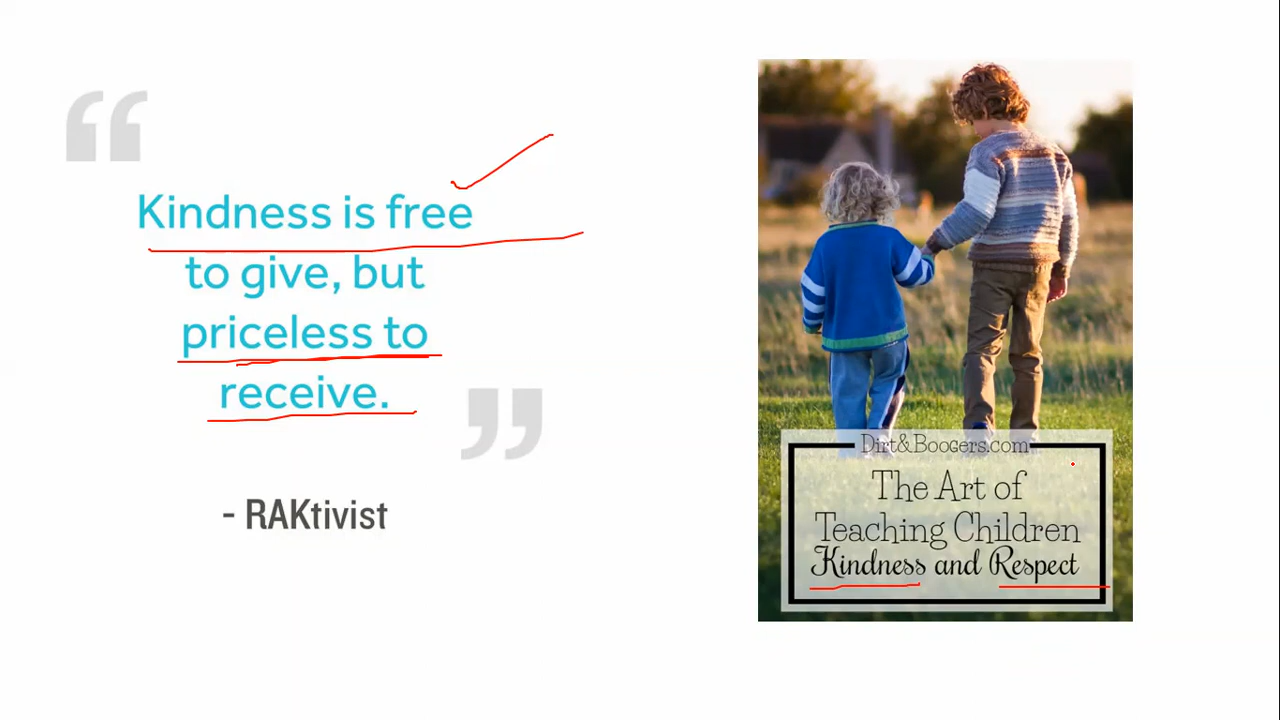 “
Kindness is free
to give, but
priceless to
receive.
”
- RAKtivist
Dirt&Boogers.com
The Art of
Teaching Children
Kindness and Respect